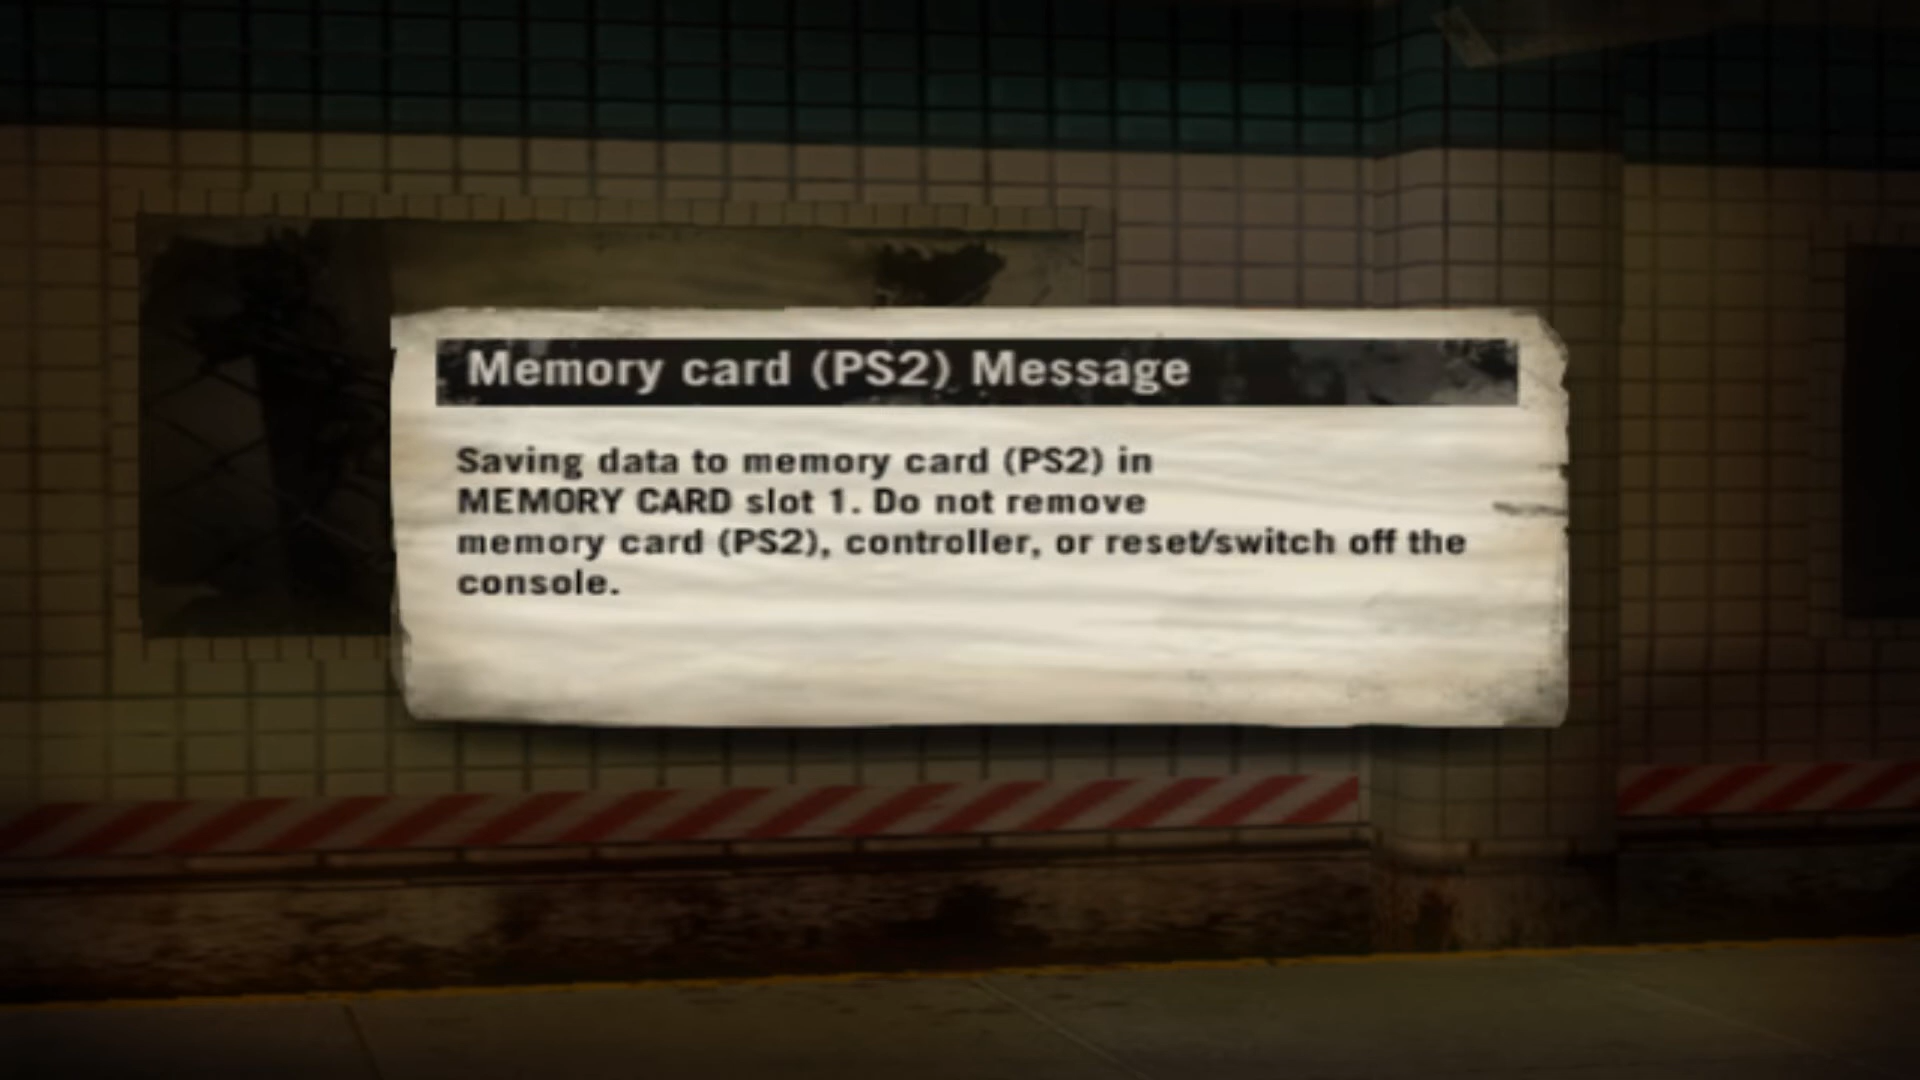 Memory card (PS2) Message
Saving data to memory card (PS2) in
MEMORY CARD slot 1. Do not remove
memory card (PS2), controller, or reset/switch off the
console.